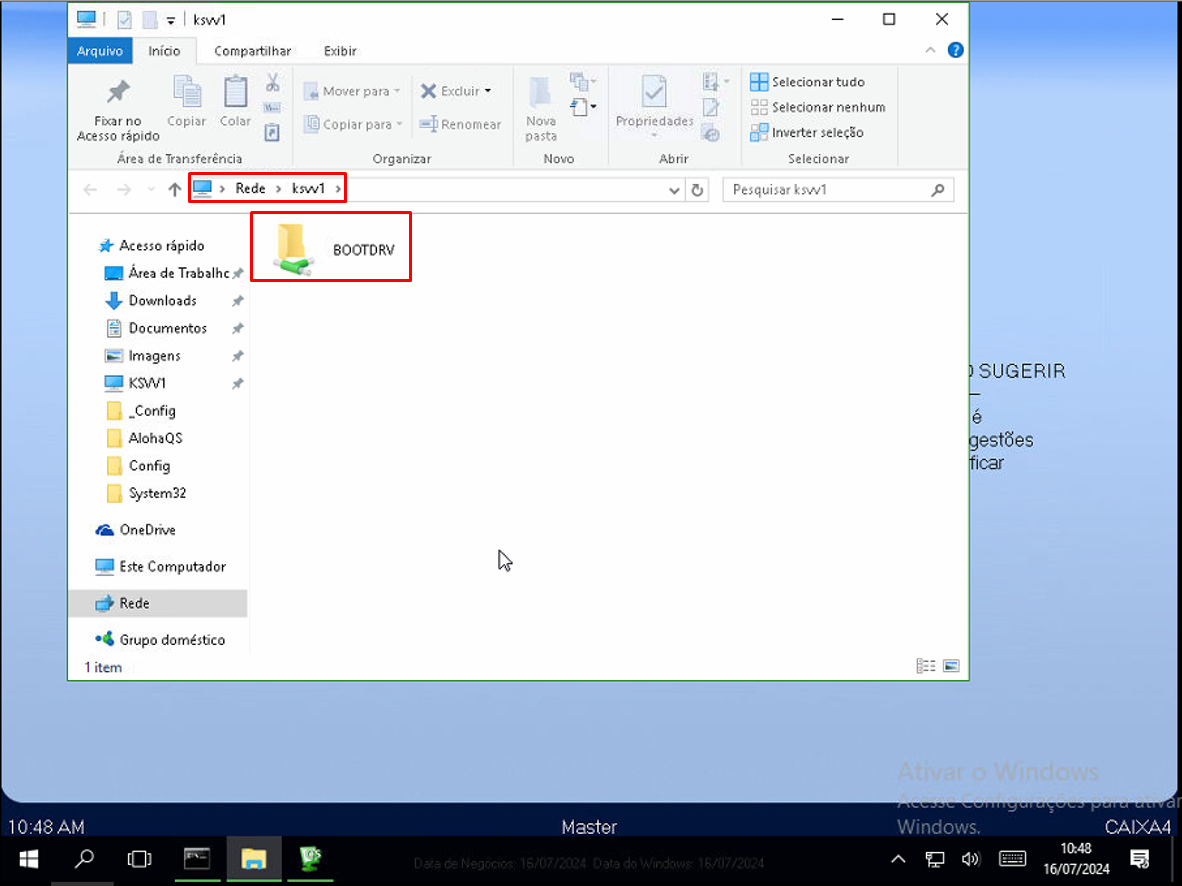 ksvv1
Arquivo Início Compartilhar Exibir
Fixar no
Acesso rápido
Copiar
Colar
Área de Transferência
Mover para
Copiar para
Excluir
Renomear
Organizar
Nova
pasta
Novo
Propriedades
Abrir
Selecionar tudo
Selecionar nenhum
Inverter seleção
Selecionar
Rede > ksvv1 >
Pesquisar ksvv1
Acesso rápido
Área de Trabalhc
Downloads
Documentos
Imagens
KSVV1
_Config
AlohaQS
Config
System32
OneDrive
Este Computador
Rede
Grupo doméstico
1 item
BOOTDRV
O SUGERIR
é
gestões
ficar
Ativar o Windows
Acesse Configurações para ativar
Windows.
10:48 AM
Master
CAIXA4
Data de Negócios: 16/07/2024 Data do Windows: 16/07/2024
10:48
16/07/2024